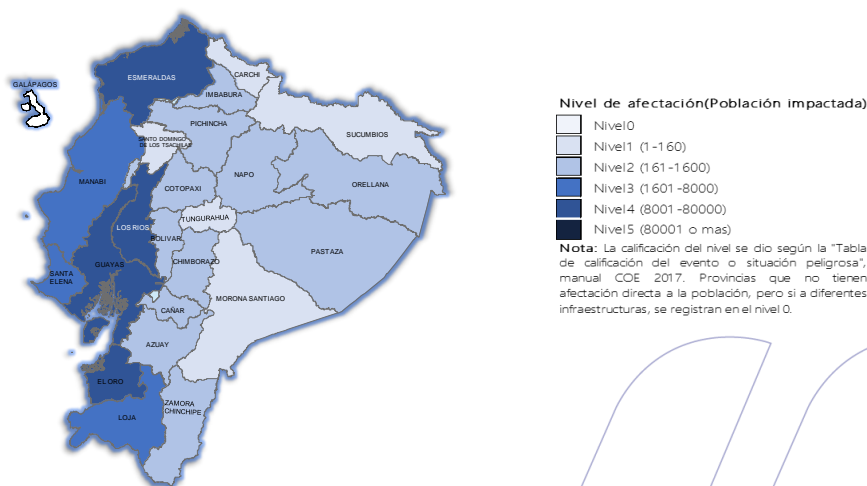 GALÁPAGOS
ESMERALDAS
CARCHI
IMBABURA
PICHINCHA
SUCUMBIOS
SANTO DOMINGO
DE LOS TSACHILAS
MANABI
COTOPAXI
NAPO
ORELLANA
TUNGURAHUA
LOS RIOS
BOLIVAR
PASTAZA
CHIMBORAZO
GUAYAS
SANTA
ELENA
MORONA SANTIAGO
CAÑAR
AZUAY
EL ORO
ZAMORA
CHINCHIPE
LOJA
Nivel de afectación(Población impactada)
Nivel0
Nivel1 (1-160)
Nivel2 (161-1600)
Nivel3 (1601-8000)
Nivel4 (8001-80000)
Nivel5 (80001 o mas)
Nota: La calificación del nivel se dio según la "Tabla
de calificación del evento o situación peligrosa",
manual COE 2017. Provincias que no tienen
afectación directa a la población, pero si a diferentes
infraestructuras, se registran en el nivel 0.